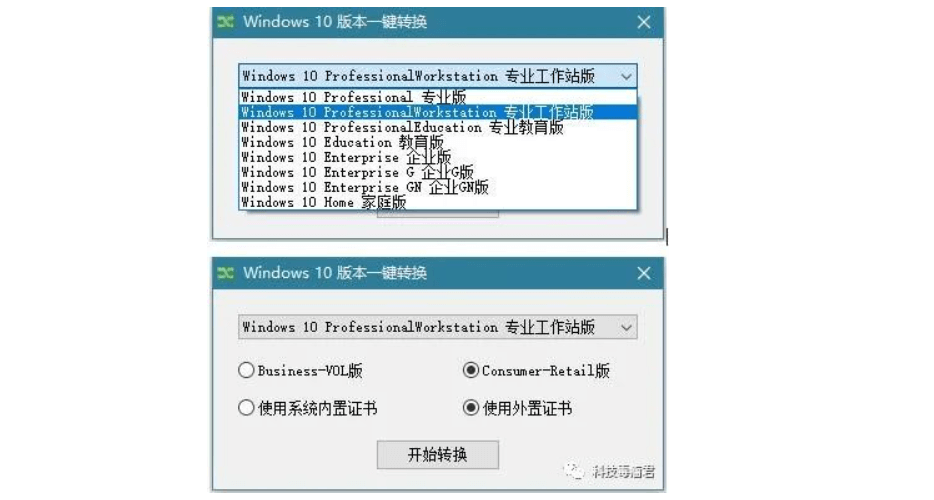 Windows 10 版本一键转换
Windows 10 ProfessionalWorkstation 专业工作站版
Windows 10 Professional 专业版
Windows 10 ProfessionalWorkstation 专业工作站版
Windows 10 ProfessionalEducation 专业教育版
Windows 10 Education 教育版
Windows 10 Enterprise 企业版
Windows 10 Enterprise G 企业G版
Windows 10 Enterprise GN 企业GN版
Windows 10 Home 家庭版
Windows 10 版本一键转换
Windows 10 ProfessionalWorkstation 专业工作站版
Business-VOL版 Consumer-Retail版
使用系统内置证书 使用外置证书
开始转换
科技毒瘤君